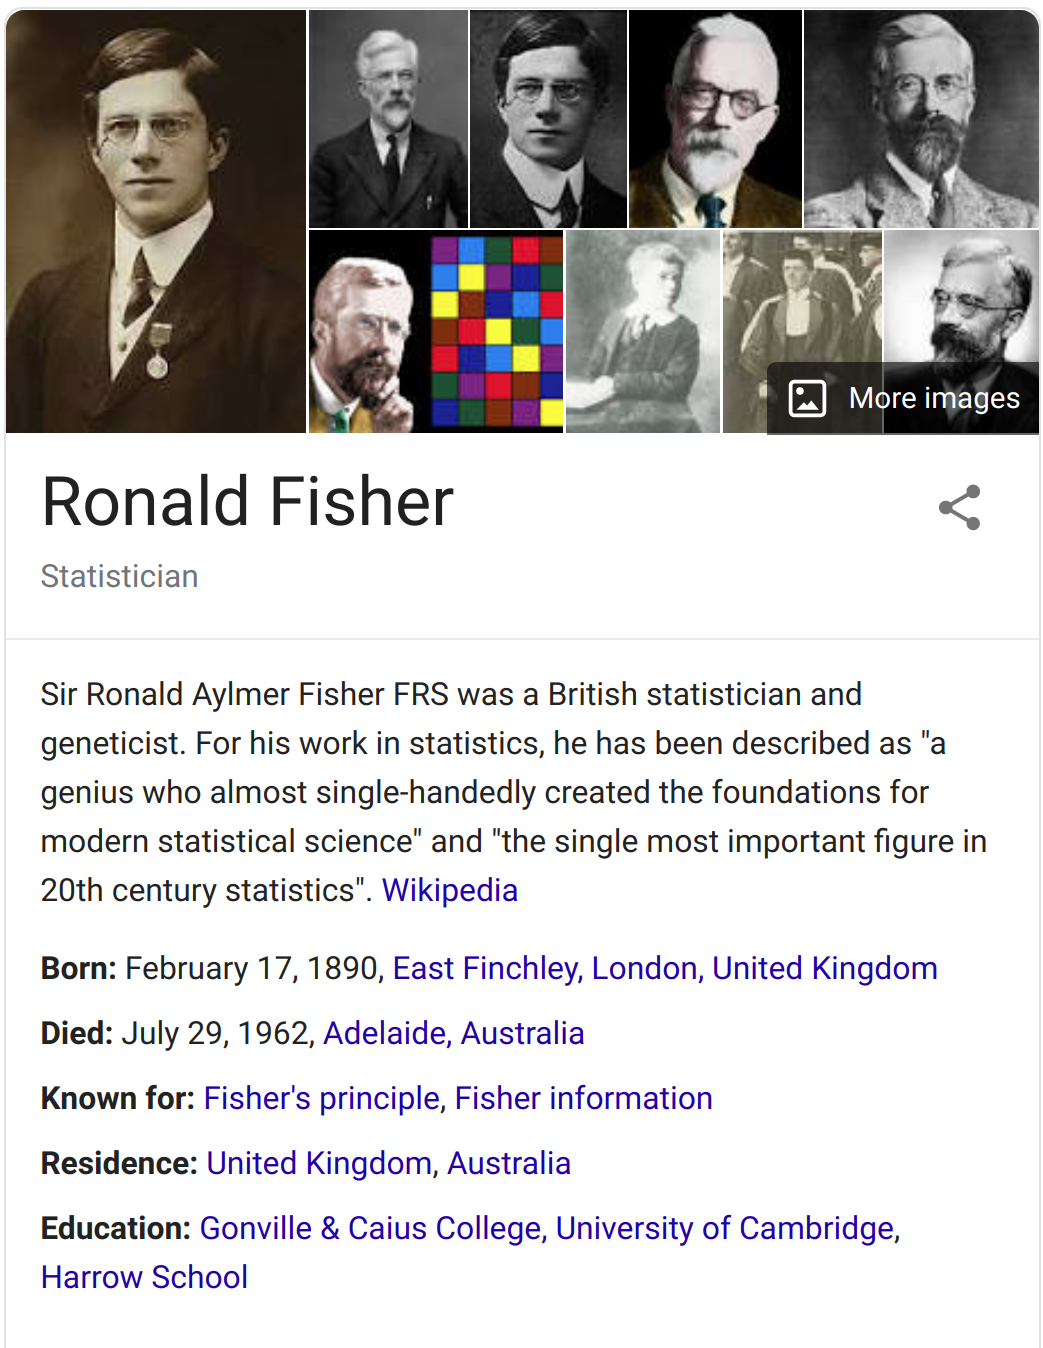 More images
Ronald Fisher
Statistician
Sir Ronald Aylmer Fisher FRS was a British statistician and
geneticist. For his work in statistics, he has been described as "a
genius who almost single-handedly created the foundations for
modern statistical science" and "the single most important figure in
20th century statistics". Wikipedia
Born: February 17, 1890, East Finchley, London, United Kingdom
Died: July 29, 1962, Adelaide, Australia
Known for: Fisher's principle, Fisher information
Residence: United Kingdom, Australia
Education: Gonville & Caius College, University of Cambridge,
Harrow School